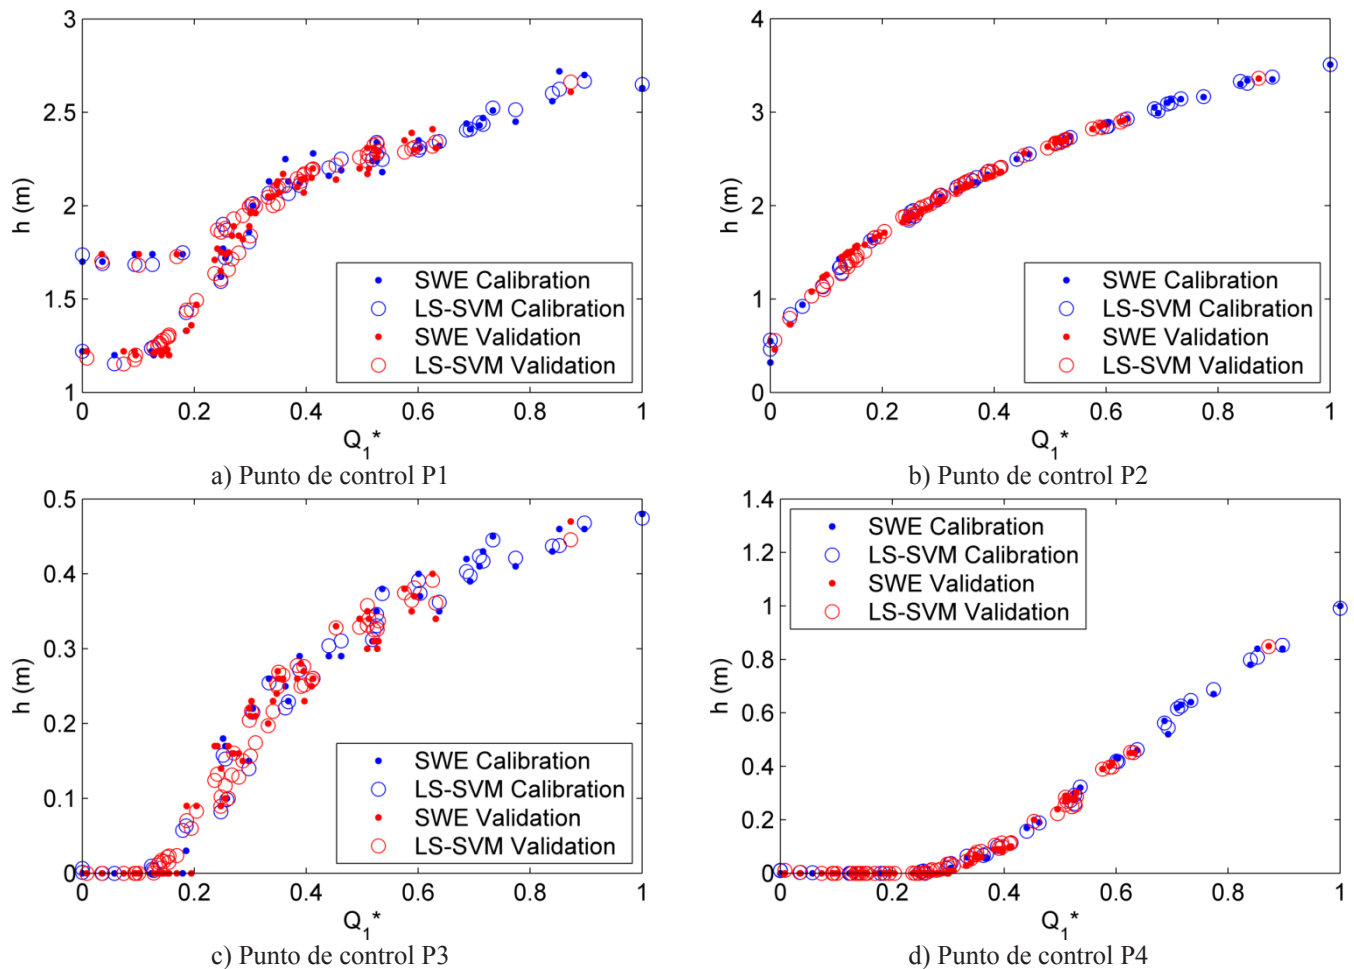 3
2.5
2
1.5
1
h (m)
0
0.2
0.4
0.6
0.8
1
Q1*
SWE Calibration
LS-SVM Calibration
SWE Validation
LS-SVM Validation
a) Punto de control P1
4
3
2
1
0
h (m)
0
0.2
0.4
0.6
0.8
1
Q1*
SWE Calibration
LS-SVM Calibration
SWE Validation
LS-SVM Validation
b) Punto de control P2
0.5
0.4
0.3
0.2
0.1
0
h (m)
0
0.2
0.4
0.6
0.8
1
Q1*
SWE Calibration
LS-SVM Calibration
SWE Validation
LS-SVM Validation
c) Punto de control P3
1.4
1.2
1
0.8
0.6
0.4
0.2
0
h (m)
0
0.2
0.4
0.6
0.8
1
Q1*
SWE Calibration
LS-SVM Calibration
SWE Validation
LS-SVM Validation
d) Punto de control P4